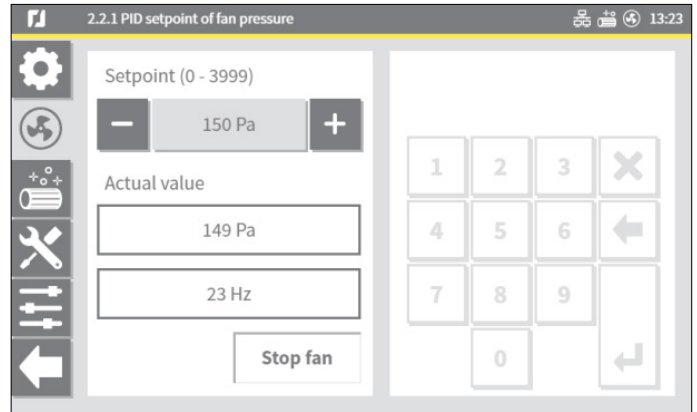 2.2.1 PID setpoint of fan pressure
13:23
Setpoint (0 - 3999)
150 Pa
Actual value
149 Pa
23 Hz
Stop fan
1 2 3
4 5 6
7 8 9
0